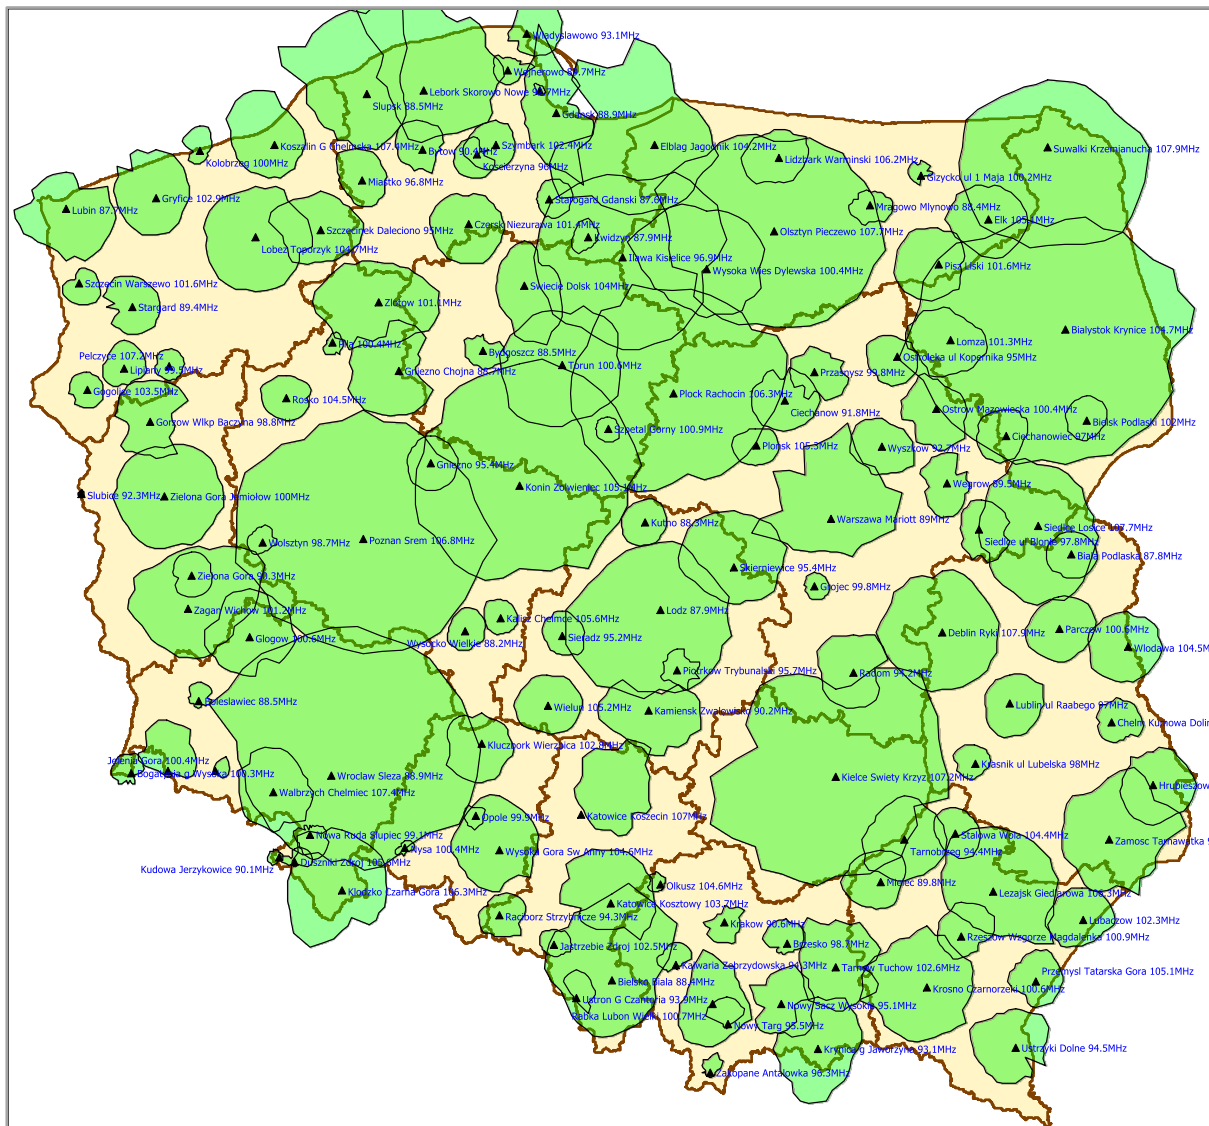 Wladyslawowo 93.1MHz
Wejherowo
Lebork Skorowo Nowe
Slupsk 88.5MHz
Gdansk 88.9MHz
Koszalin G Chelmska 107.4MHz
Bytow 90.4MHz
Szymbark 102.4MHz
Koscierzyna 96MHz
Elblag Jagodnik 104.2MHz
Lidzbark Warminski 106.2MHz
Suwalki Krzemianucha 107.9MHz
Kolobrzeg 100MHz
Gizycko ul 1 Maja 100.2MHz
Miastko 96.8MHz
Gryfice 102.9MHz
Starogard Gdanski 87.6MHz
Mragowo Mlynowo 88.4MHz
Lubin 87.7MHz
Elk 105.1MHz
Czersk Niezurawa 101.4MHz
Szczecinek Daleciono 95MHz
Olsztyn Pieczewo 107.7MHz
Kwidzyn 87.9MHz
Lobez Toporzyk 104.7MHz
Ilawa Kisielice 96.9MHz
Pisz Liski 101.6MHz
Wysoka Wies Dylewska 100.4MHz
Szczecin Warszewo 101.6MHz
Swiecie Dolsk 104MHz
Zlotow 101.1MHz
Stargard 89.4MHz
Bialystok Krynice 104.7MHz
Pila 100.4MHz
Lomza 101.3MHz
Bydgoszcz 88.5MHz
Pelczyce 107.2MHz
Ostroleka ul Kopernika 95MHz
Torun 100.6MHz
Lipiany 99.5MHz
Gniezno Chojna 88.7MHz
Przasnysz 99.8MHz
Gogolice 103.5MHz
Plock Rachocin 106.3MHz
Rosko 104.5MHz
Ciechanow 91.8MHz
Ostrow Mazowiecka 100.4MHz
Gorzow Wlkp Baczyna 98.8MHz
Bielsk Podlaski 102MHz
Szpetal Gorny 100.9MHz
Ciechanowiec 97MHz
Plonsk 105.3MHz
Wyszkow 92.7MHz
Gniezno 95.4MHz
Wegrow 89.5MHz
Konin Zolwieniec 105.1MHz
Slubice 92.3MHz
Zielona Gora Jemiolow 100MHz
Warszawa Mariott 89MHz
Kutno 88.3MHz
Siedlce Losice 107.7MHz
Wolsztyn 98.7MHz
Poznan Srem 106.8MHz
Siedlce ul Blonie 97.8MHz
Biala Podlaska 87.8MHz
Skierniewice 95.4MHz
Zielona Gora 90.3MHz
Grojec 99.8MHz
Zagan Wichow 101.2MHz
Lodz 87.9MHz
Kalisz Chelmce 105.6MHz
Parczew 100.6MHz
Deblin Ryki 107.9MHz
Glogow 100.6MHz
Sieradz 95.2MHz
Wysocko Wielkie 88.2MHz
Wlodawa 104.5M
Piotrkow Trybunalski 95.7MHz
Radom 94.2MHz
Boleslawiec 88.5MHz
Wielun 105.2MHz
Kamiensk Zwalowisko 90.2MHz
Lublin ul Raabego 97MHz
Chelm Kumowa Dolin
Kluczbork Wierzbica 102.8MHz
Jelenia Gora 100.4MHz
Bogatynia g Wysoka 100.3MHz
Krasnik ul Lubelska 98MHz
Wroclaw Sleza 88.9MHz
Kielce Swiety Krzyz 107.2MHz
Hrubieszow
Walbrzych Chelmiec 107.4MHz
Opole 99.9MHz
Katowice Koszecin 107MHz
Nowa Ruda Slupiec 99.1MHz
Stalowa Wola 104.4MHz
Zamosc Tarnawatka
Nysa 100.4MHz
Wysoka Gora Sw Anny 104.6MHz
Tarnobrzeg 94.4MHz
Duszniki Zdroj
Kudowa Jerzykowice 90.1MHz
Olkusz 104.6MHz
Mielec 89.8MHz
Klodzko Czarna Gora 106.3MHz
Lezajsk Giedlarowa 100.3MHz
Katowice Kosztowy 103.7MHz
Raciborz Strzybnicze 94.3MHz
Lubaczow 102.3MHz
Krakow 90.6MHz
Rzeszow Wzgorze Magdalenka 100.9MHz
Jastrzebie Zdroj 102.5MHz
Brzesko 98.7MHz
Kalwaria Zebrzydowska 94.3MHz
Tarnow Tuchow 102.6MHz
Przemysl Tatarska Gora 105.1MHz
Bielsko Biala 88.4MHz
Krosno Czarnorzeki 100.6MHz
Ustron G Czantoria 93.9MHz
Nowy Sacz Wysokie 95.1MHz
Rabka Lubon Wielki 100.7MHz
Nowy Targ 95.5MHz
Krynica g Jaworzyna 93.1MHz
Ustrzyki Dolne 94.5MHz
Zakopane Antalowka 96.3MHz